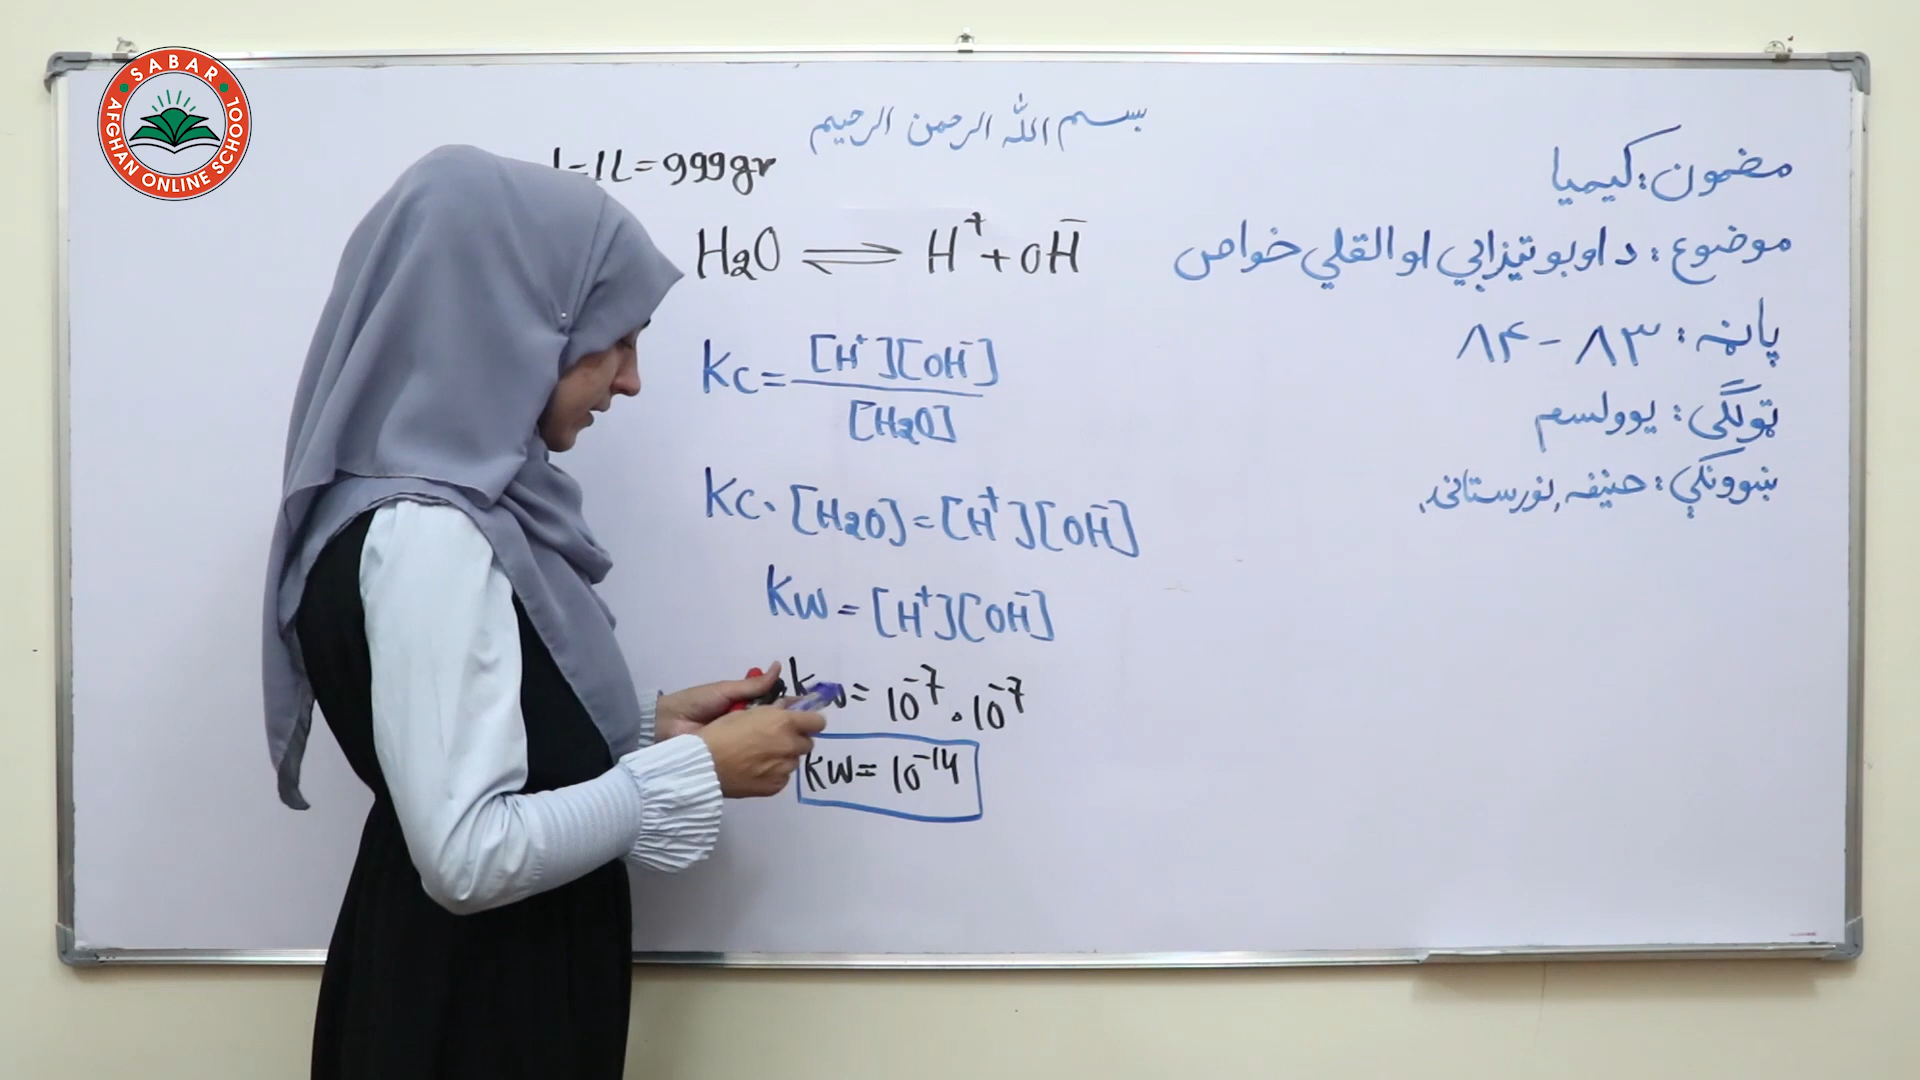 SABAR
AFGHAN ONLINE SCHOOL
بسم الله الرحمن الرحیم
مضمون: کیمیا
موضوع: د اوبو تیزابي او القلي خواص
پاڼه: ۸۳ - ۸۴
ټولګی: یوولسم
ښوونکې: حنیفه نورستانۍ
=1L = 999gr
H2O ⇌ H⁺ + OH⁻
Kc = [H⁺][OH⁻] / [H2O]
Kc . [H2O] = [H⁺][OH⁻]
Kw = [H⁺][OH⁻]
Kw = 10⁻⁷ . 10⁻⁷
Kw = 10⁻¹⁴